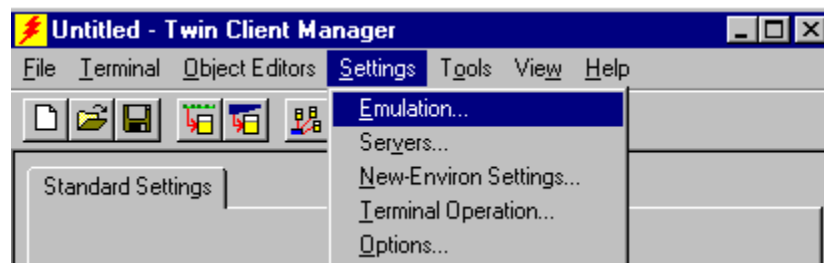 Untitled - Twin Client Manager
File Terminal Object Editors Settings Tools View Help
Emulation...
Servers...
Standard Settings
New-Environ Settings...
Terminal Operation...
Options...